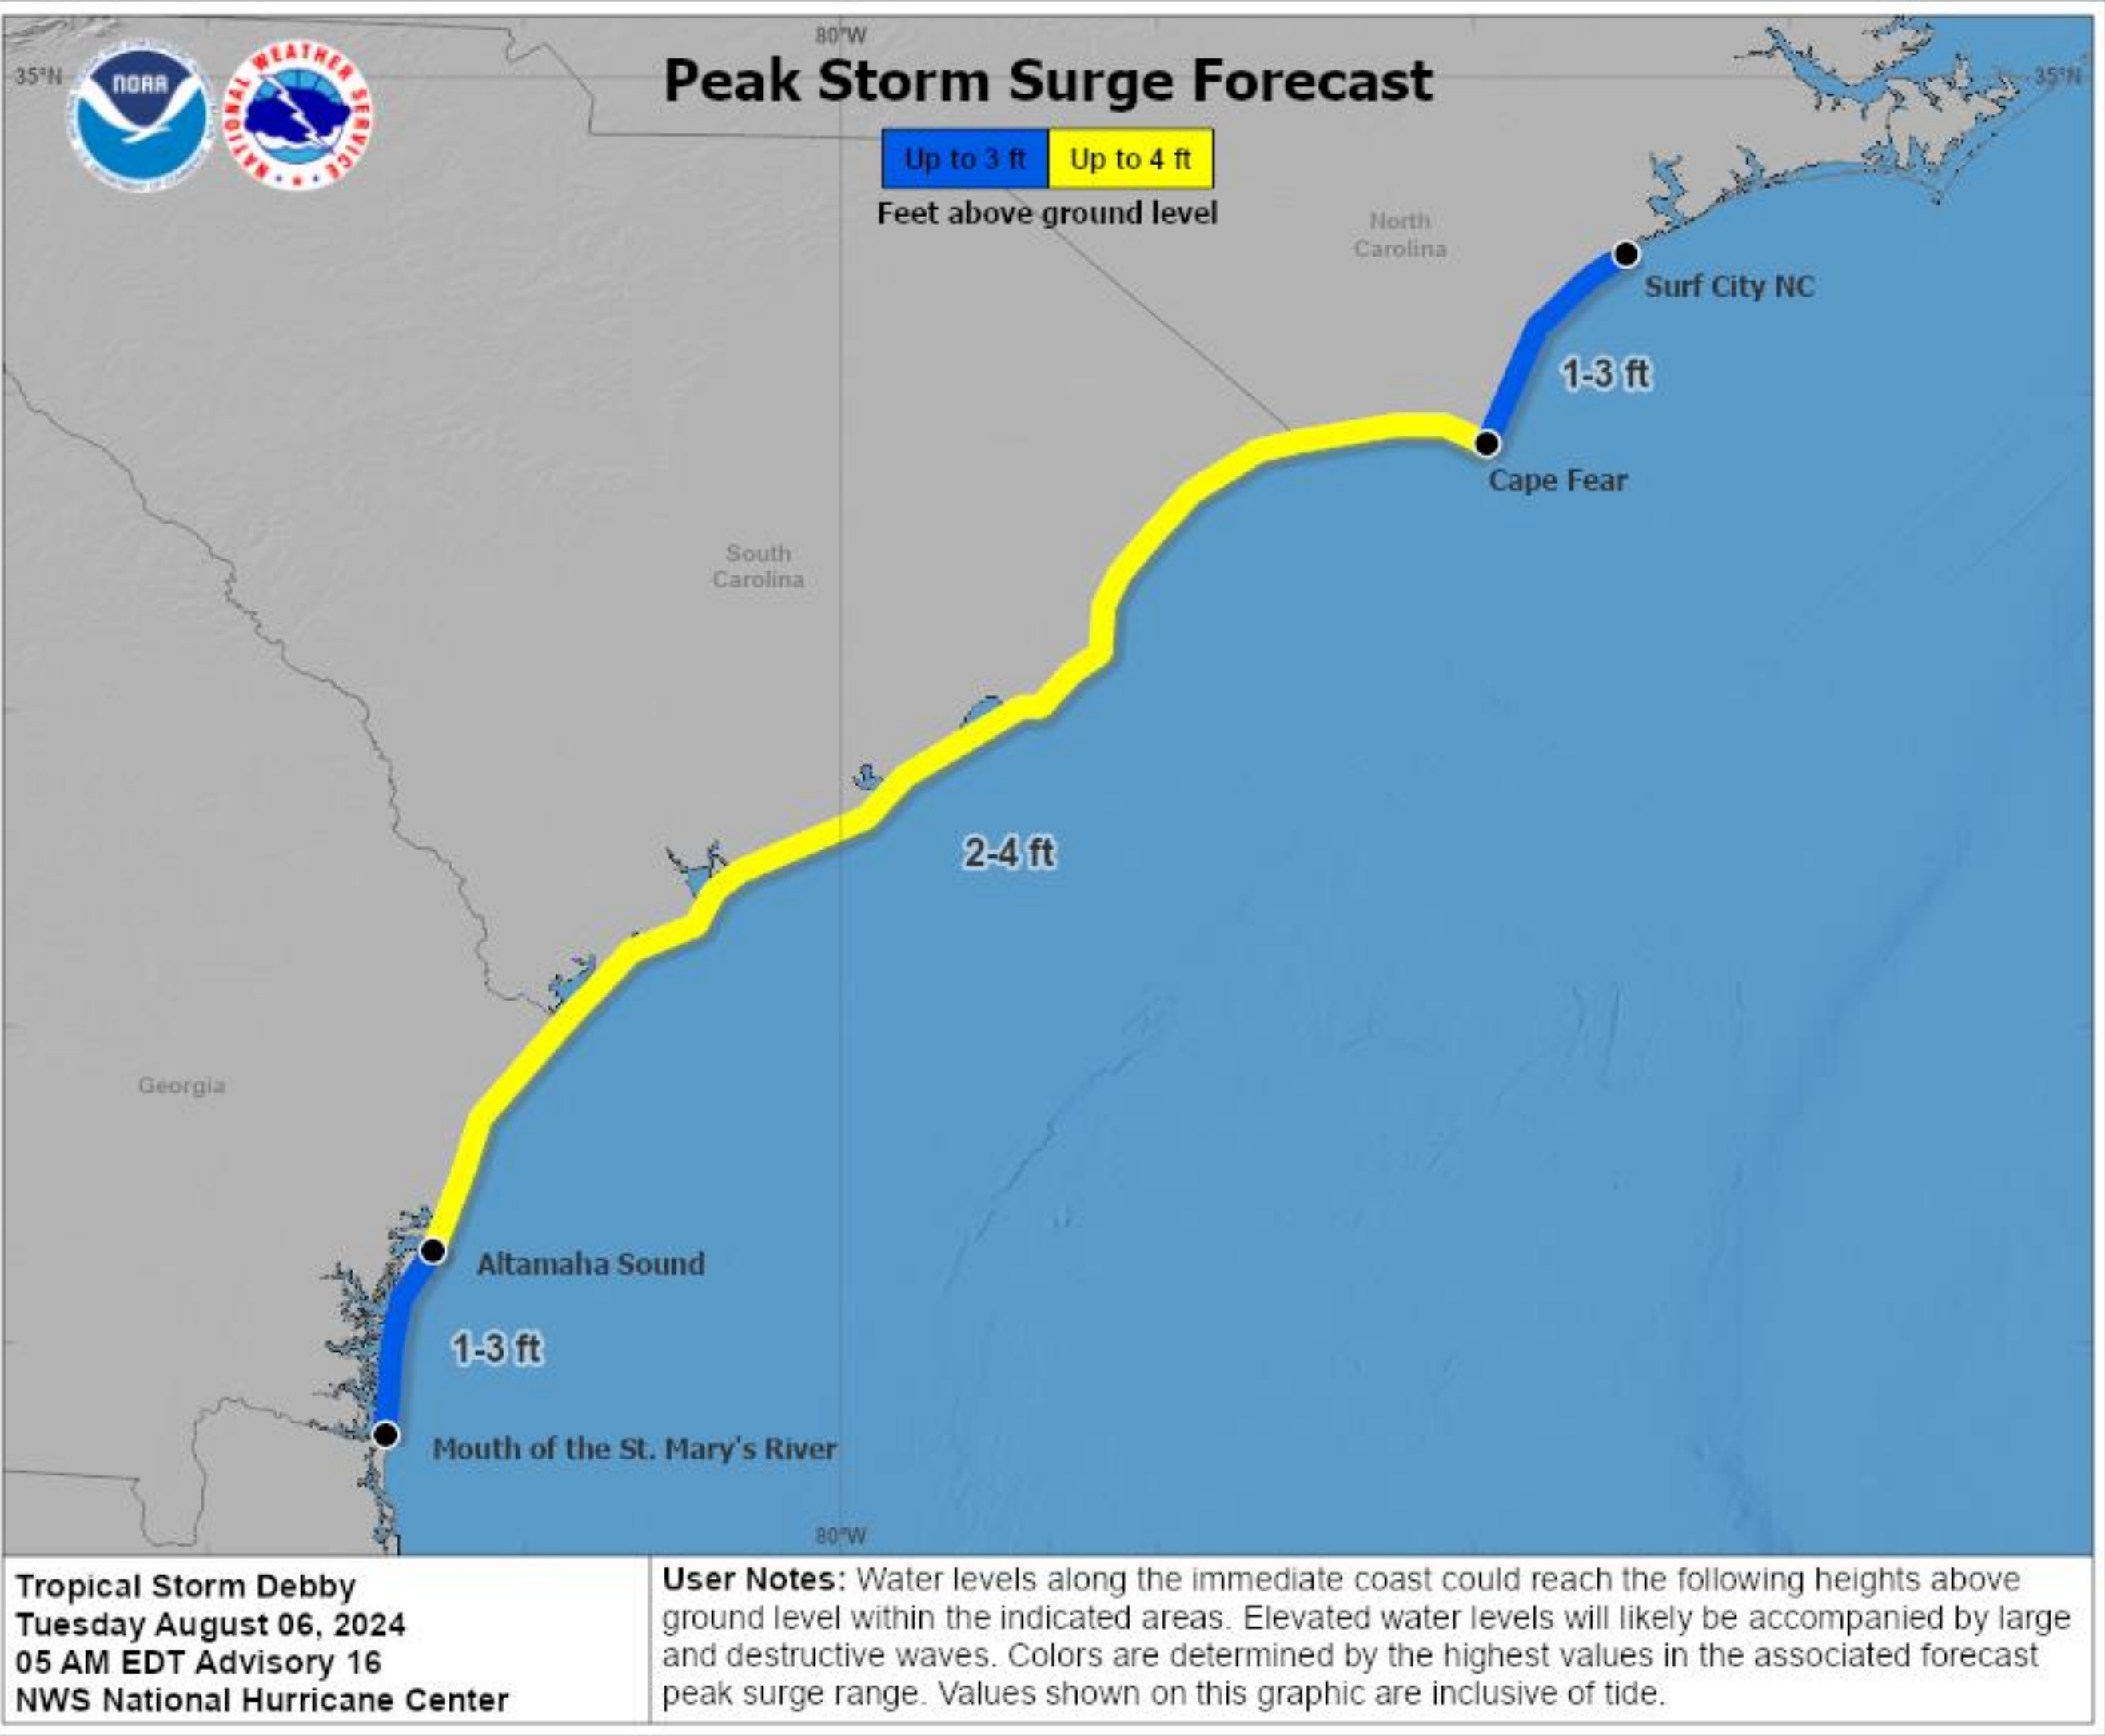 80°W
35°N
35°N
NOAA
NATIONAL WEATHER SERVICE
Peak Storm Surge Forecast
Up to 3 ft
Up to 4 ft
Feet above ground level
North
Carolina
Surf City NC
1-3 ft
Cape Fear
South
Carolina
2-4 ft
Georgia
Altamaha Sound
1-3 ft
Mouth of the St. Mary's River
80°W
Tropical Storm Debby
Tuesday August 06, 2024
05 AM EDT Advisory 16
NWS National Hurricane Center
User Notes: Water levels along the immediate coast could reach the following heights above
ground level within the indicated areas. Elevated water levels will likely be accompanied by large
and destructive waves. Colors are determined by the highest values in the associated forecast
peak surge range. Values shown on this graphic are inclusive of tide.